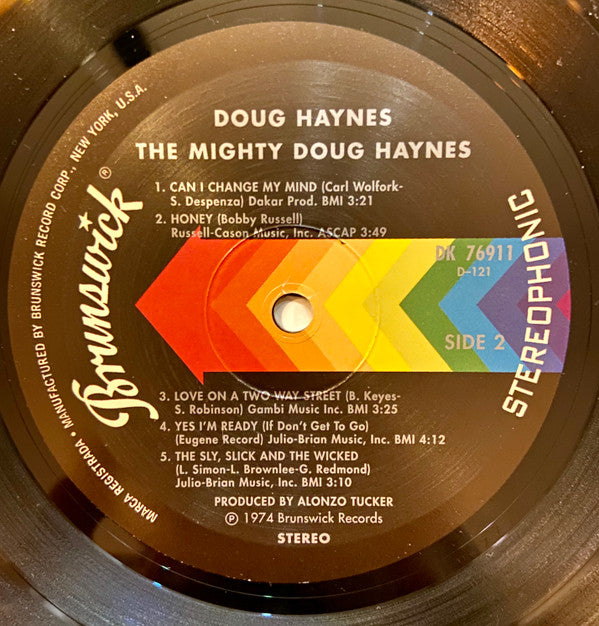 DOUG HAYNES
THE MIGHTY DOUG HAYNES
1. CAN I CHANGE MY MIND (Carl Wolfork-
S. Despenza) Dakar Prod. BMI 3:21
2. HONEY (Bobby Russell)
Russell-Cason Music, Inc. ASCAP 3:49
DK 76911
D-121
SIDE 2
3. LOVE ON A TWO WAY STREET (B. Keyes-
S. Robinson) Gambi Music Inc. BMI 3:25
4. YES I'M READY (If Don't Get To Go)
(Eugene Record) Julio-Brian Music, Inc. BMI 4:12
5. THE SLY, SLICK AND THE WICKED
(L. Simon-L. Brownlee-G. Redmond)
Julio-Brian Music, Inc. BMI 3:10
PRODUCED BY ALONZO TUCKER
℗ 1974 Brunswick Records
STEREO
Brunswick®
STEREOPHONIC
MARCA REGISTRADA • MANUFACTURED BY BRUNSWICK RECORD CORP., NEW YORK, U.S.A.